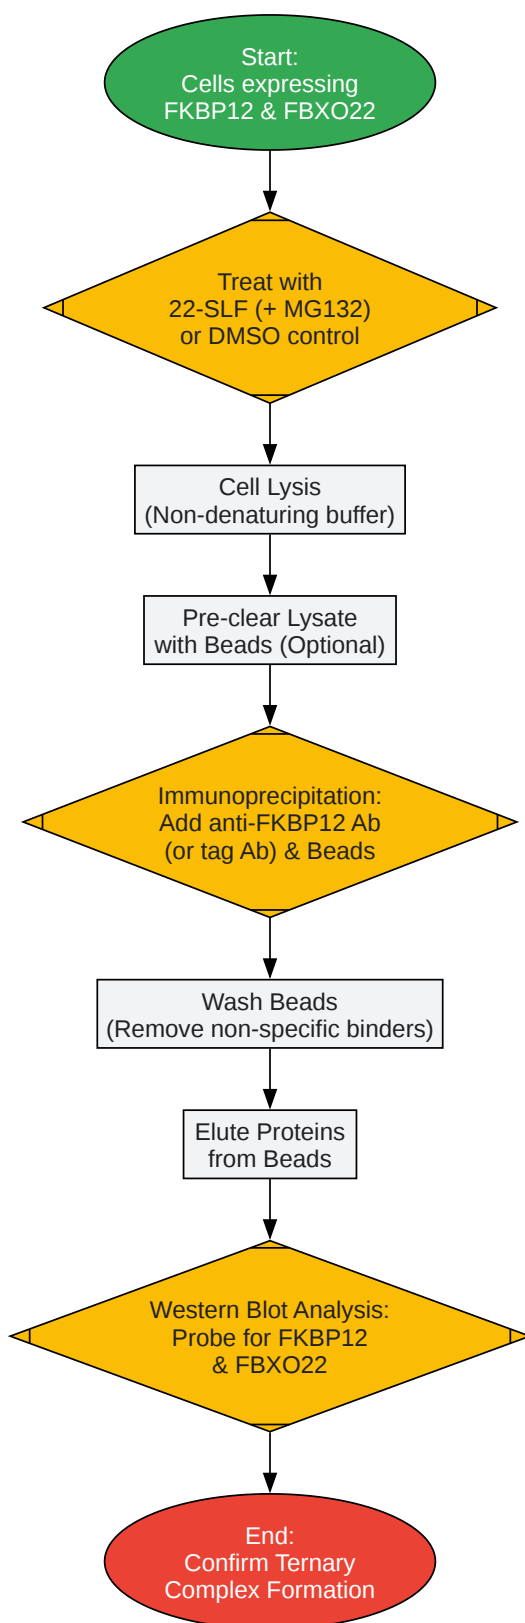 Start:
Cells expressing
FKBP12 & FBXO22
Treat with
22-SLF (+ MG132)
or DMSO control
Cell Lysis
(Non-denaturing buffer)
Pre-clear Lysate
with Beads (Optional)
Immunoprecipitation:
Add anti-FKBP12 Ab
(or tag Ab) & Beads
Wash Beads
(Remove non-specific binders)
Elute Proteins
from Beads
Western Blot Analysis:
Probe for FKBP12
& FBXO22
End:
Confirm Ternary
Complex Formation